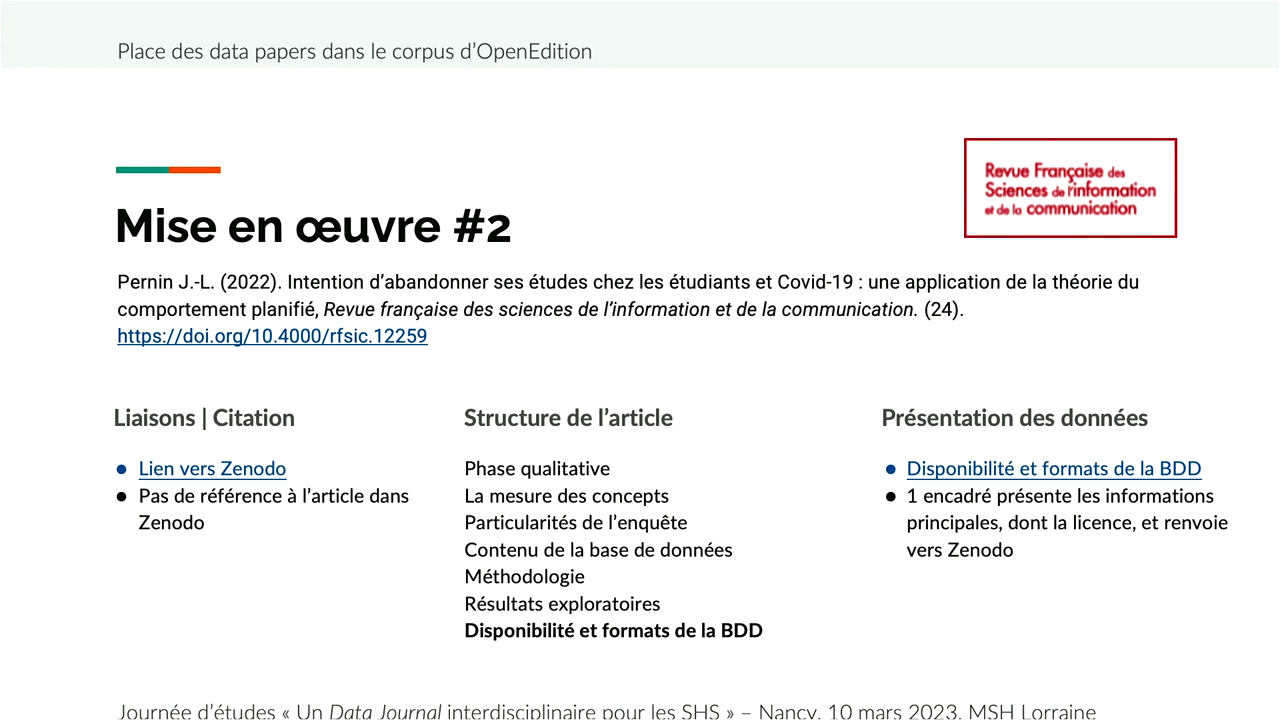 Place des data papers dans le corpus d’OpenEdition
Revue Française des
Sciences de l'information
et de la communication
Mise en œuvre #2
Pernin J.-L. (2022). Intention d’abandonner ses études chez les étudiants et Covid-19 : une application de la théorie du
comportement planifié, Revue française des sciences de l’information et de la communication. (24).
https://doi.org/10.4000/rfsic.12259
Liaisons | Citation
● Lien vers Zenodo
● Pas de référence à l’article dans
Zenodo
Structure de l’article
Phase qualitative
La mesure des concepts
Particularités de l’enquête
Contenu de la base de données
Méthodologie
Résultats exploratoires
Disponibilité et formats de la BDD
Présentation des données
● Disponibilité et formats de la BDD
● 1 encadré présente les informations
principales, dont la licence, et renvoie
vers Zenodo
Journée d’études « Un Data Journal interdisciplinaire pour les SHS » – Nancy, 10 mars 2023, MSH Lorraine